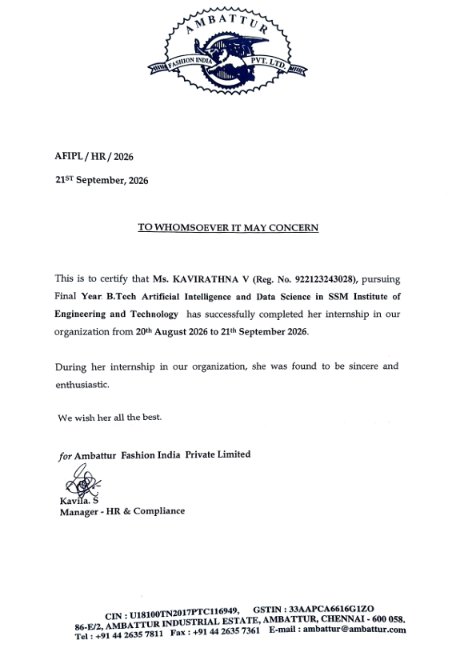 AMBATTUR
FASHION INDIA PVT. LTD.
AFIPL / HR / 2026
21ST September, 2026
TO WHOMSOEVER IT MAY CONCERN
This is to certify that Ms. KAVIRATHNA V (Reg. No. 922123243028), pursuing
Final Year B.Tech Artificial Intelligence and Data Science in SSM Institute of
Engineering and Technology has successfully completed her internship in our
organization from 20th August 2026 to 21th September 2026.
During her internship in our organization, she was found to be sincere and
enthusiastic.
We wish her all the best.
for Ambattur Fashion India Private Limited
Kavila. S
Manager - HR & Compliance
CIN : U18100TN2017PTC116949, GSTIN : 33AAPCA6616G1ZO
86-E/2, AMBATTUR INDUSTRIAL ESTATE, AMBATTUR, CHENNAI - 600 058.
Tel : +91 44 2635 7811 Fax : +91 44 2635 7361 E-mail : ambattur@ambattur.com